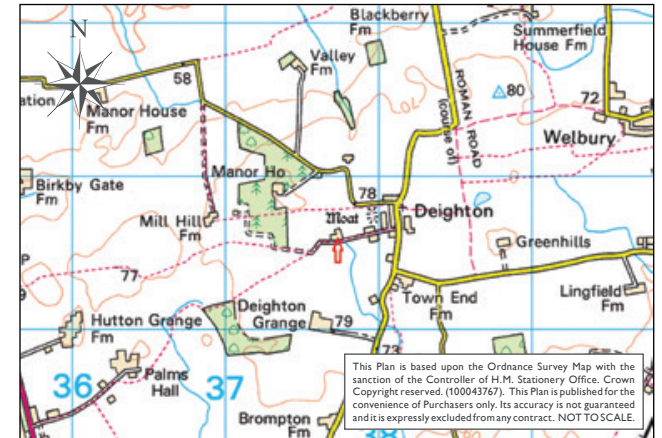 N
Blackberry
Fm
Summerfield
House Fm
Valley
Fm
58
ation
Manor House
Fm
ROMAN ROAD
(course of)
80
72
Welbury
Manor Ho
Birkby Gate
Fm
78
Moat
Deighton
Mill Hill
Fm
Greenhills
77
Town End
Fm
Lingfield
Fm
Deighton
Grange
79
Hutton Grange
Fm
73
36
37
Palms
Hall
Brompton
Fm
This Plan is based upon the Ordnance Survey Map with the
sanction of the Controller of H.M. Stationery Office. Crown
Copyright reserved. (100043767). This Plan is published for the
convenience of Purchasers only. Its accuracy is not guaranteed
and it is expressly excluded from any contract. NOT TO SCALE.